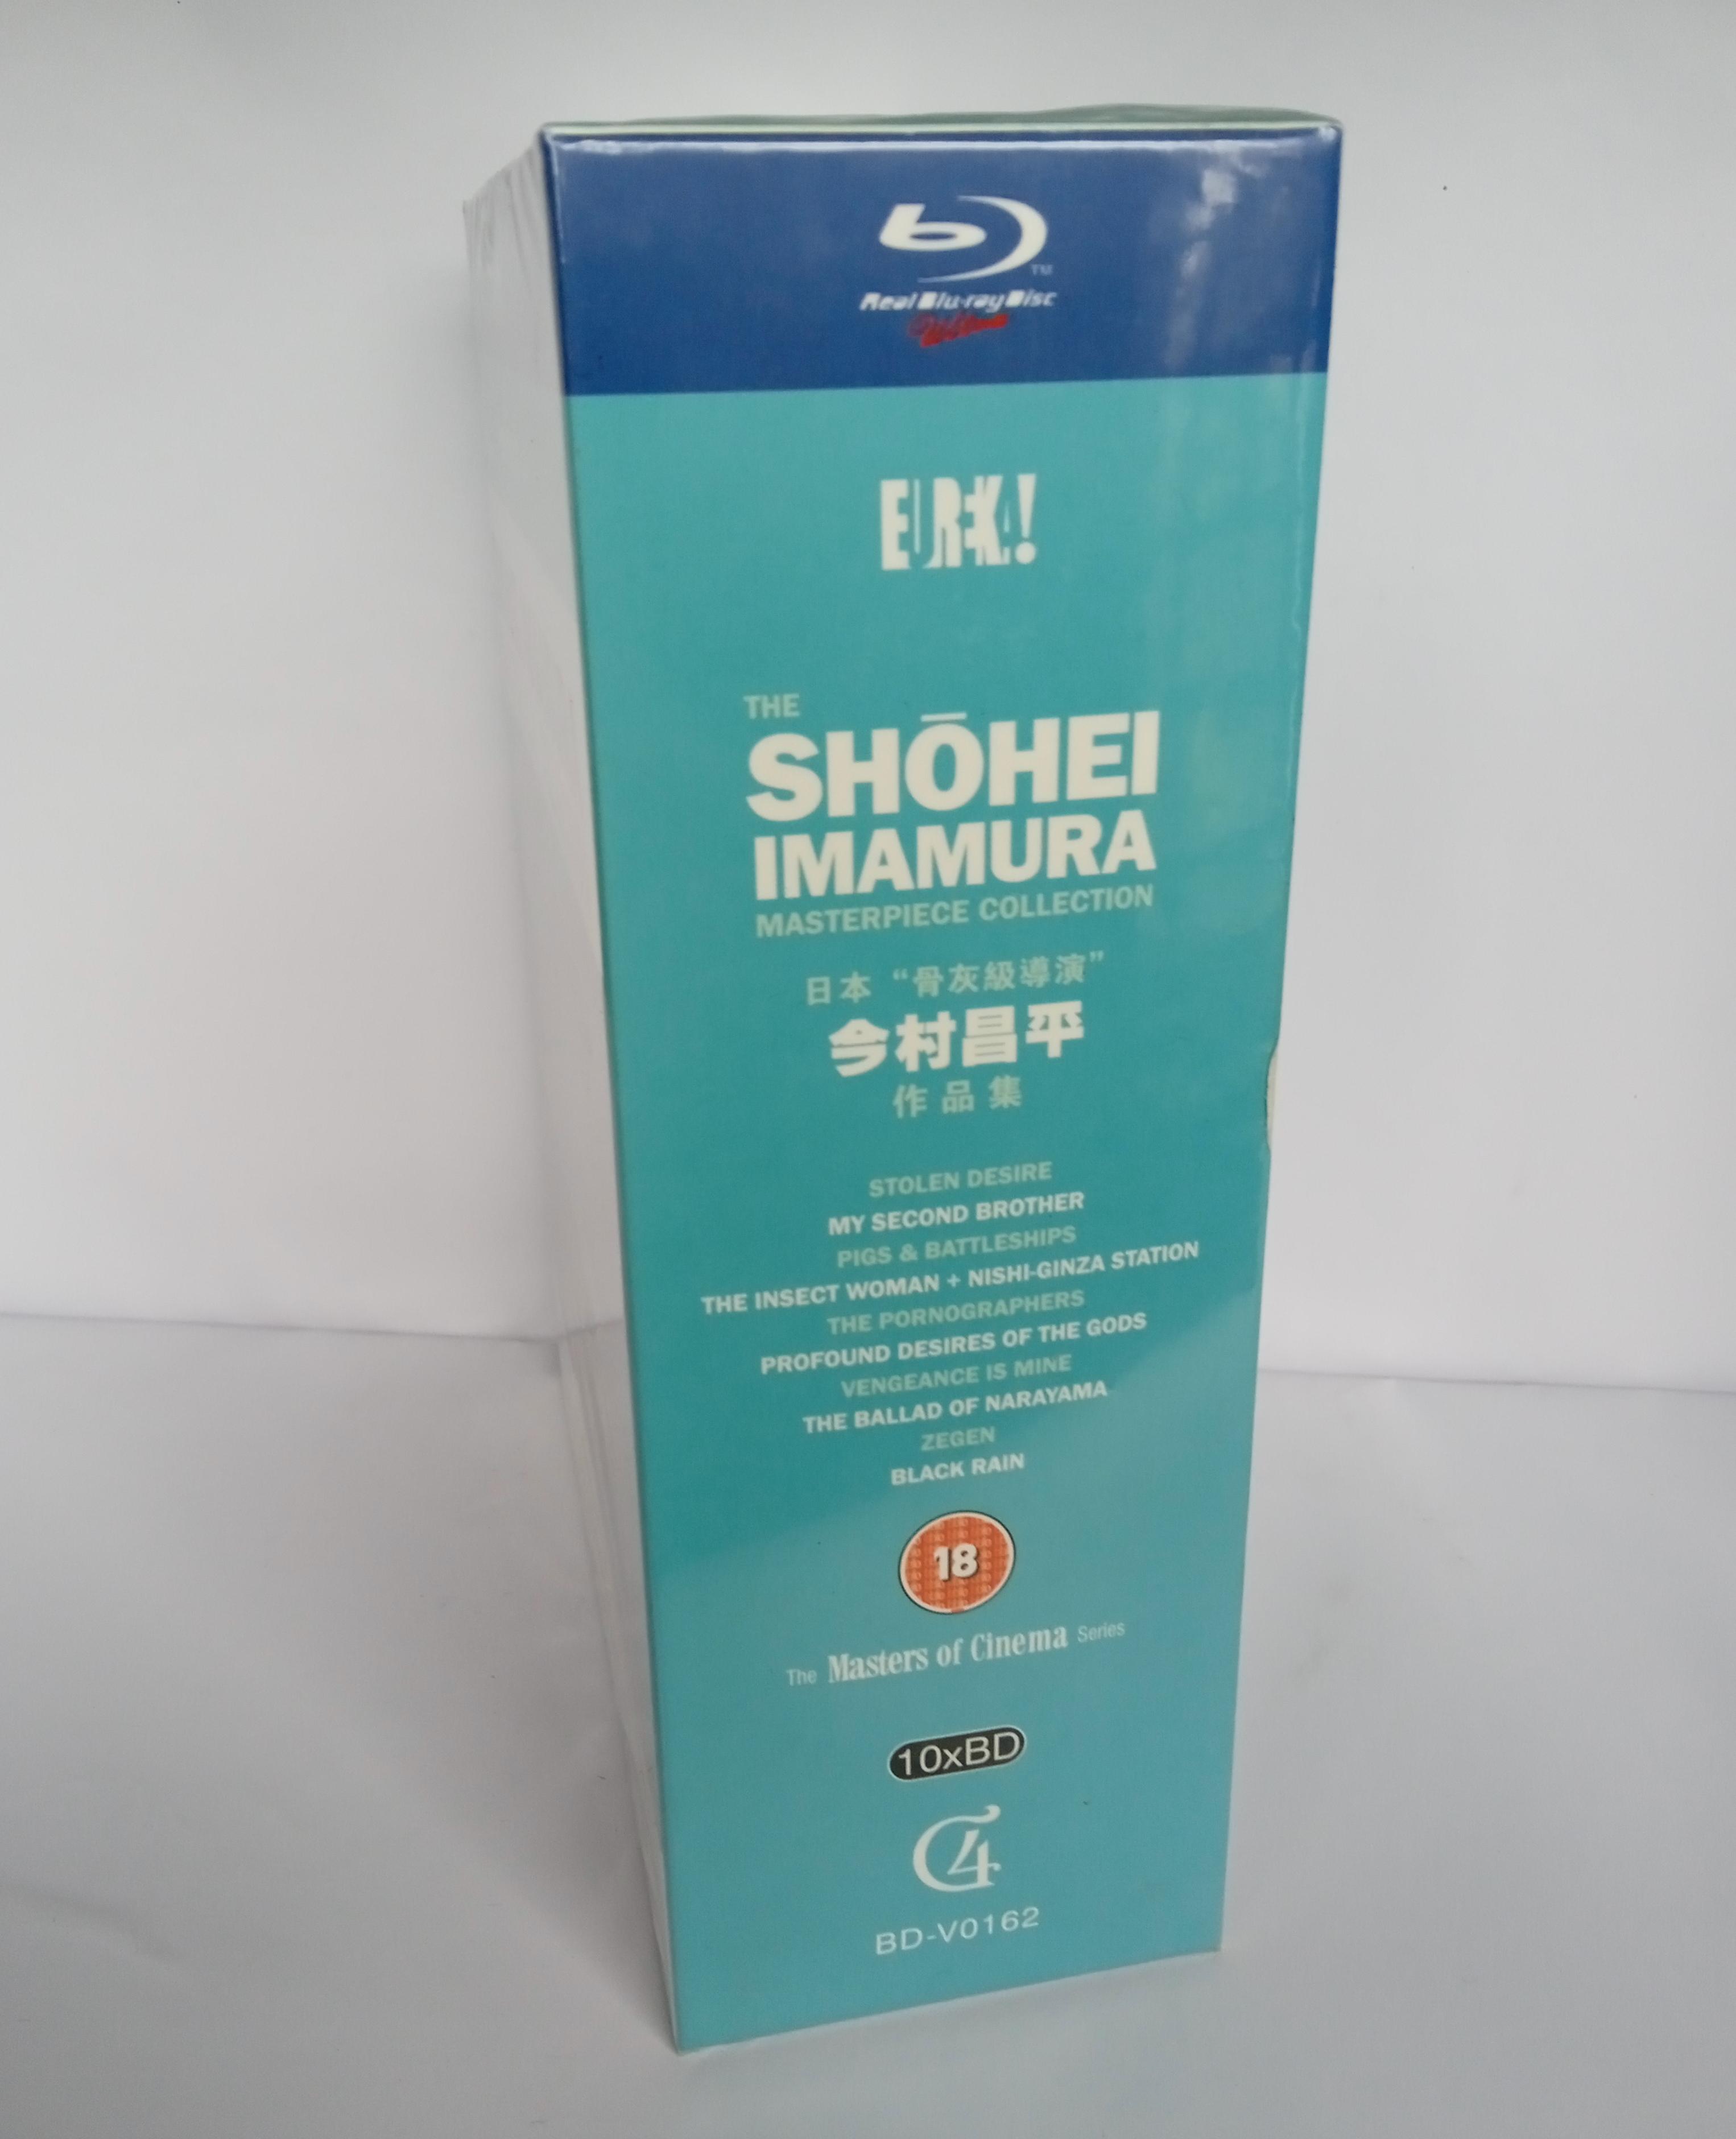 b
TM
Real Blu-ray Disc
EUREKA!
THE
SHŌHEI
IMAMURA
MASTERPIECE COLLECTION
日本 “骨灰級導演”
今村昌平
作品集
STOLEN DESIRE
MY SECOND BROTHER
PIGS & BATTLESHIPS
THE INSECT WOMAN + NISHI-GINZA STATION
THE PORNOGRAPHERS
PROFOUND DESIRES OF THE GODS
VENGEANCE IS MINE
THE BALLAD OF NARAYAMA
ZEGEN
BLACK RAIN
18
The Masters of Cinema Series
10xBD
C4
BD-V0162